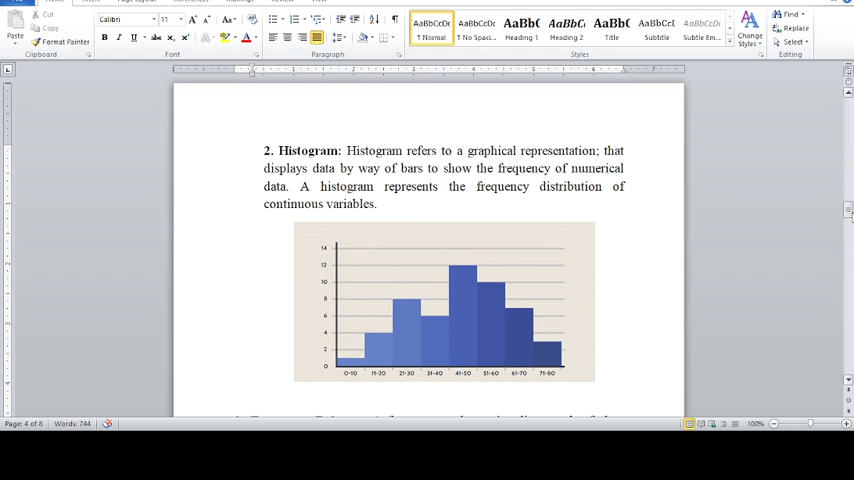 Cut
Copy
Paste
Format Painter
Clipboard
Calibri
11
Font
Paragraph
AaBbCcDc
¶ Normal
AaBbCcDc
¶ No Spaci...
AaBbC
Heading 1
AaBbCc
Heading 2
AaBbC
Title
AaBbCcI
Subtitle
AaBbCcDc
Subtle Em...
Styles
Change
Styles
Find
Replace
Select
Editing
2. Histogram: Histogram refers to a graphical representation; that
displays data by way of bars to show the frequency of numerical
data. A histogram represents the frequency distribution of
continuous variables.
14
12
10
8
6
4
2
0
0-10 11-20 21-30 31-40 41-50 51-60 61-70 71-80
Page: 4 of 8 Words: 744
100%